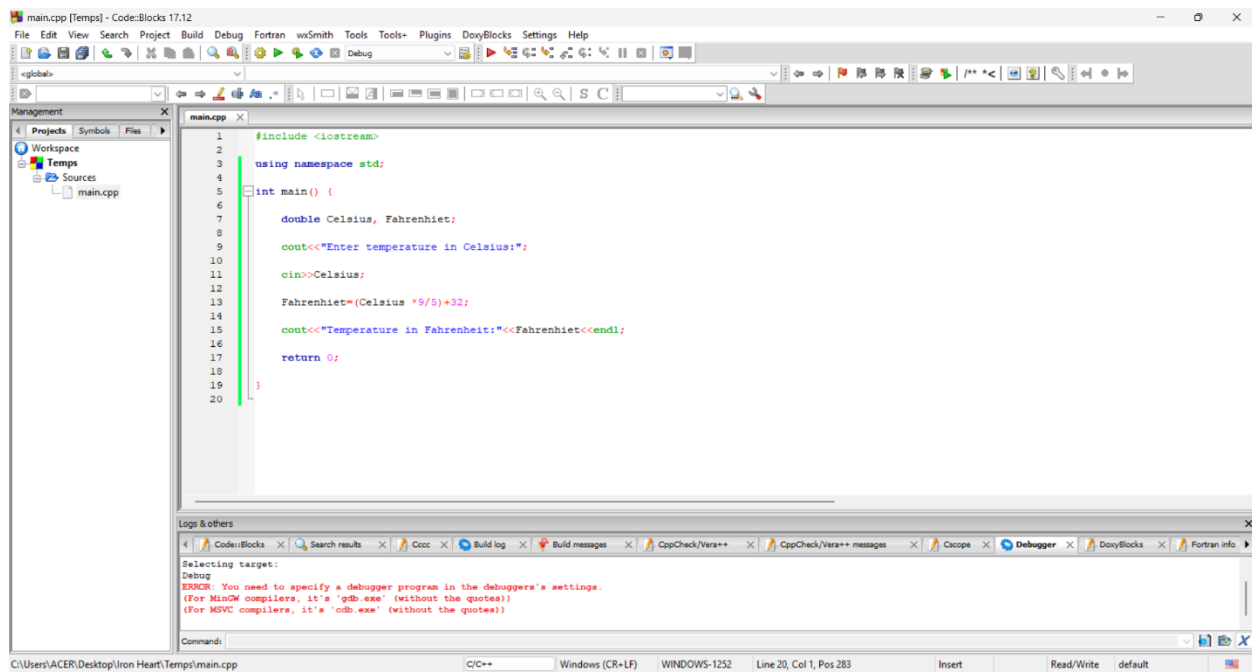 main.cpp [Temps] - Code::Blocks 17.12
File Edit View Search Project Build Debug Fortran wxSmith Tools Tools+ Plugins DoxyBlocks Settings Help
Debug
<global>
/** *<
S C
Management
Projects Symbols Files
main.cpp
Workspace
Temps
Sources
main.cpp
1 #include <iostream>
2
3 using namespace std;
4
5 int main() {
6
7 double Celsius, Fahrenhiet;
8
9 cout<<"Enter temperature in Celsius:";
10
11 cin>>Celsius;
12
13 Fahrenhiet=(Celsius *9/5)+32;
14
15 cout<<"Temperature in Fahrenheit:"<<Fahrenhiet<<endl;
16
17 return 0;
18
19 }
20
Logs & others
Code::Blocks Search results Cccc Build log Build messages CppCheck/Vera++ CppCheck/Vera++ messages Cscope Debugger DoxyBlocks Fortran info
Selecting target:
Debug
ERROR: You need to specify a debugger program in the debuggers's settings.
(For MinGW compilers, it's 'gdb.exe' (without the quotes))
(For MSVC compilers, it's 'cdb.exe' (without the quotes))
Command:
C:\Users\ACER\Desktop\Iron Heart\Temps\main.cpp C/C++ Windows (CR+LF) WINDOWS-1252 Line 20, Col 1, Pos 283 Insert Read/Write default